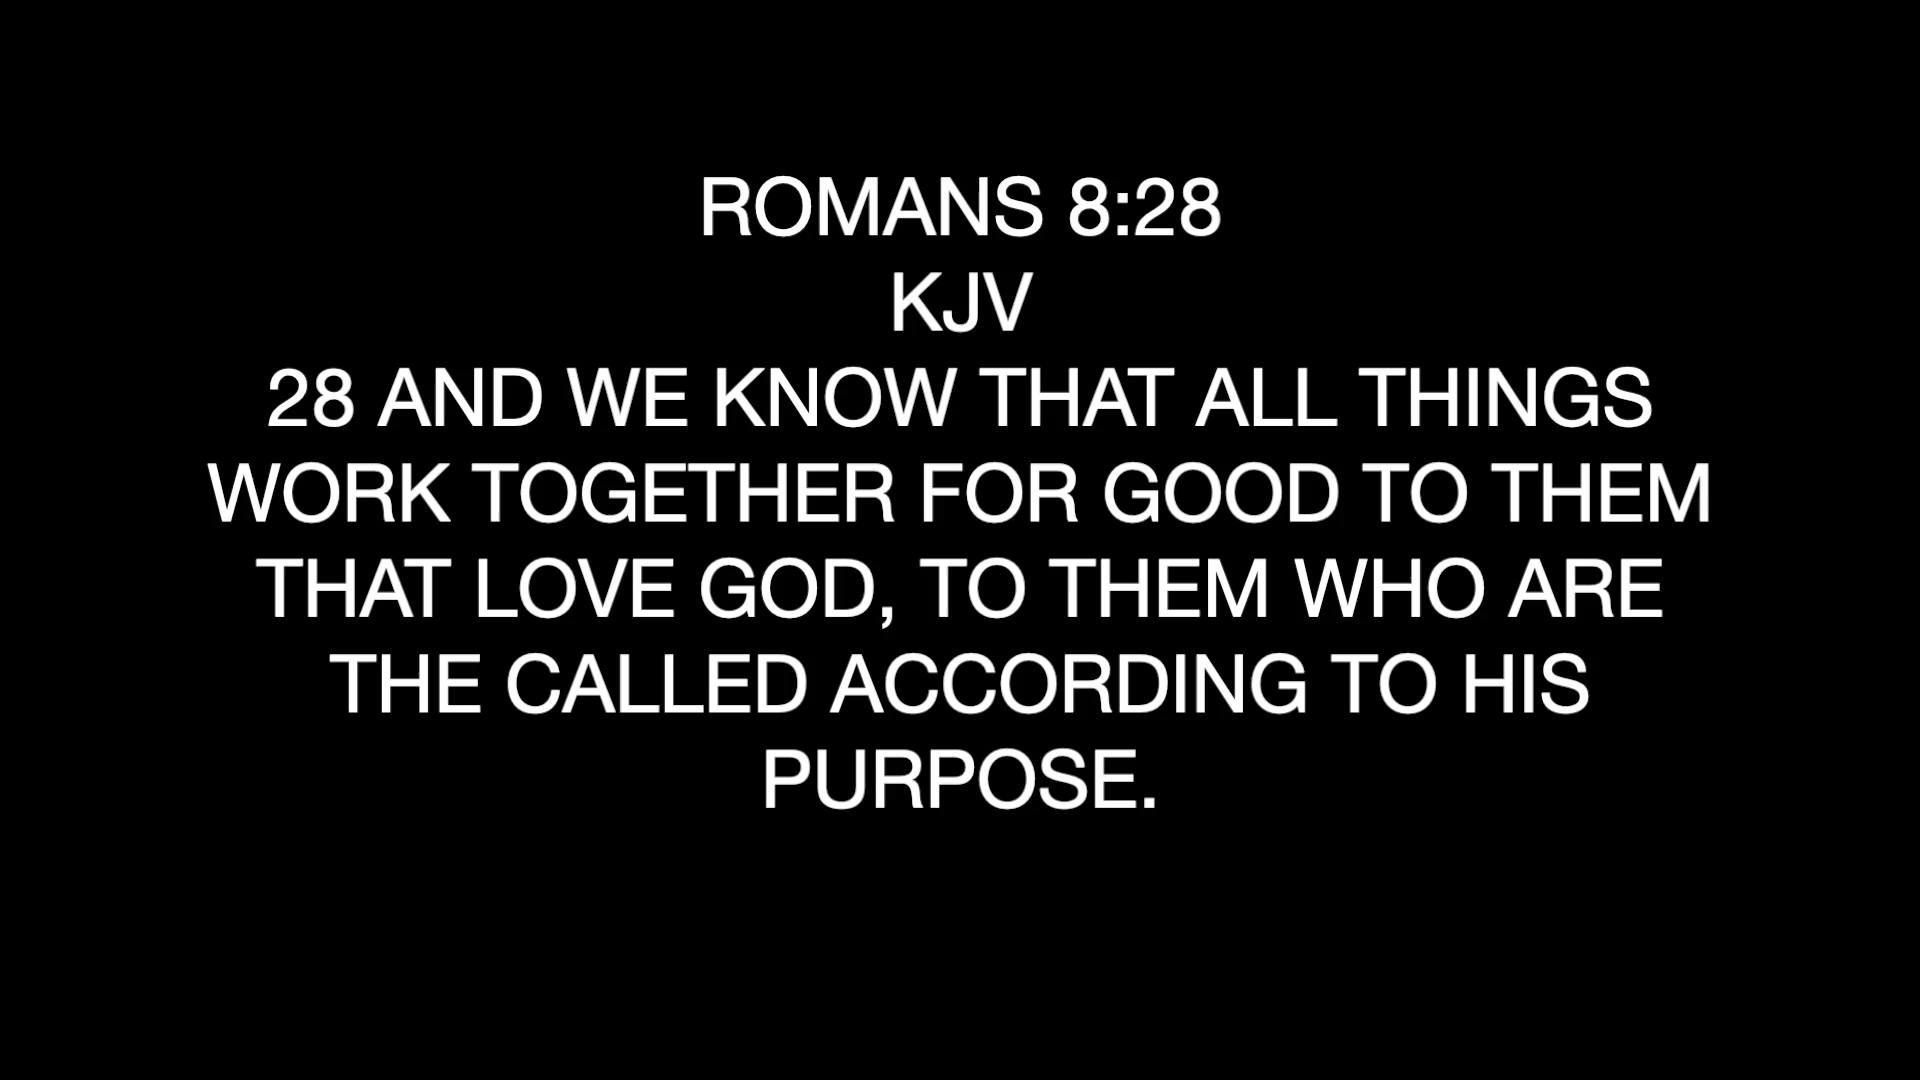 ROMANS 8:28
KJV
28 AND WE KNOW THAT ALL THINGS
WORK TOGETHER FOR GOOD TO THEM
THAT LOVE GOD, TO THEM WHO ARE
THE CALLED ACCORDING TO HIS
PURPOSE.